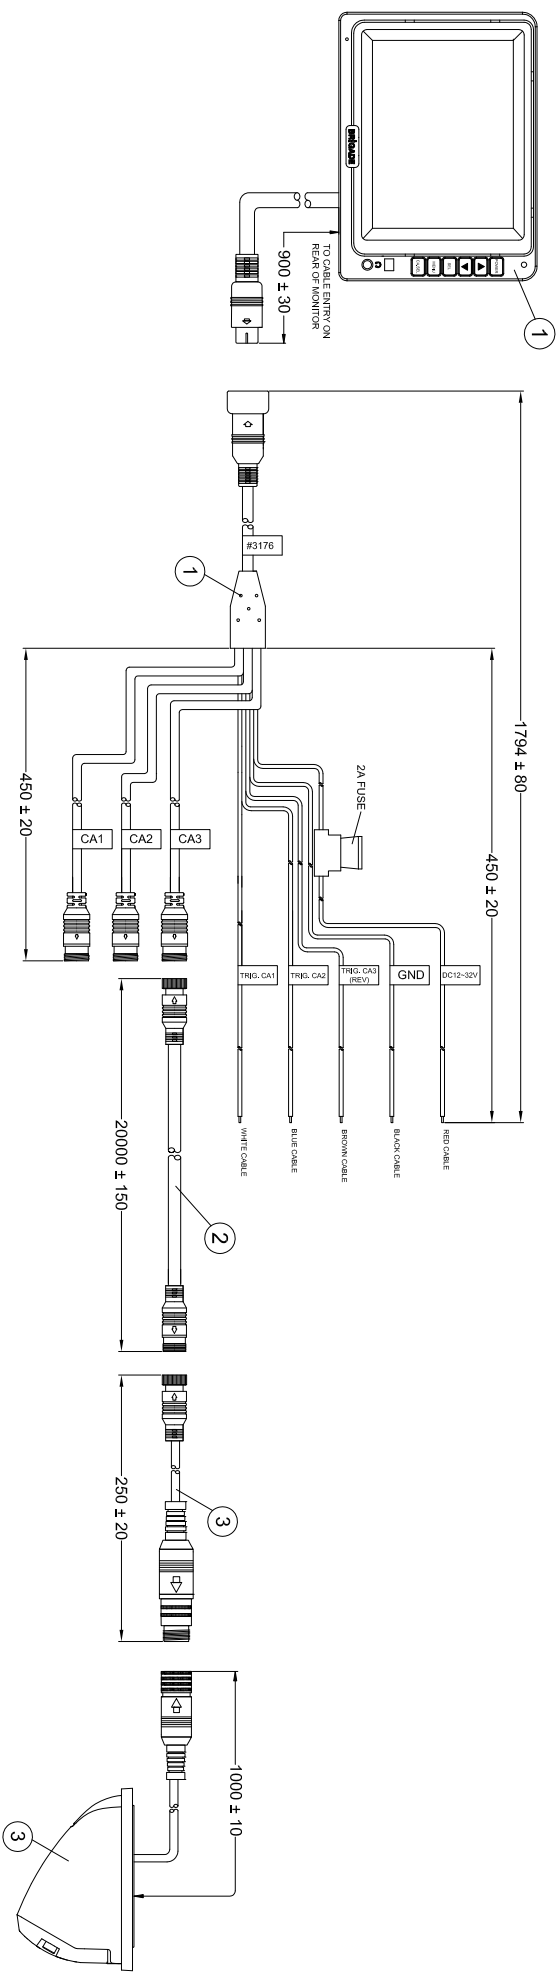 BRIGADE
1
TO CABLE ENTRY ON
REAR OF MONITOR
900 ± 30
#3176
1
1794 ± 80
450 ± 20
450 ± 20
2A FUSE
CA1
CA2
CA3
TRIG. CA1
TRIG. CA2
TRIG. CA3
(REV)
GND
DC12~32V
WHITE CABLE
BLUE CABLE
BROWN CABLE
BLACK CABLE
RED CABLE
20000 ± 150
2
250 ± 20
3
1000 ± 10
3